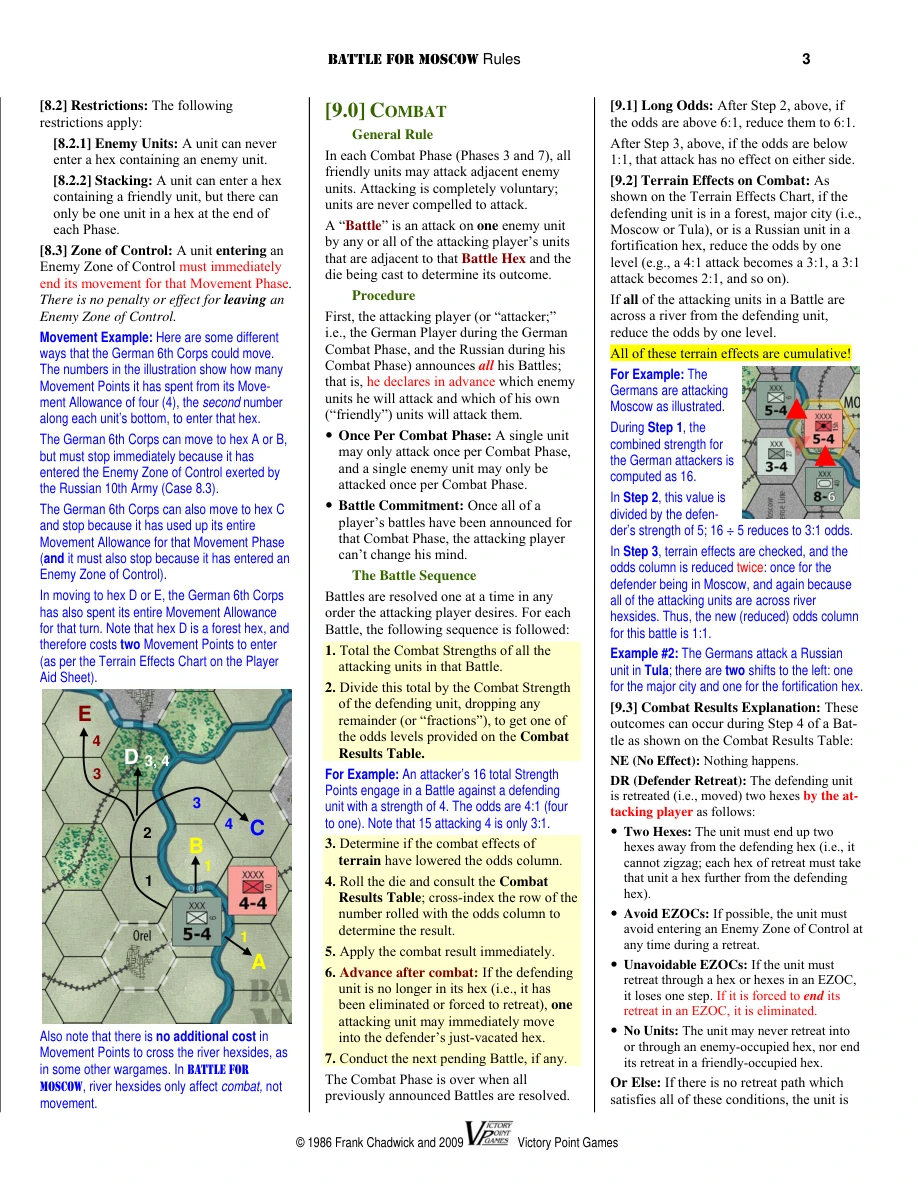 BATTLE FOR MOSCOW Rules
3
[8.2] Restrictions: The following
restrictions apply:
[8.2.1] Enemy Units: A unit can never
enter a hex containing an enemy unit.
[8.2.2] Stacking: A unit can enter a hex
containing a friendly unit, but there can
only be one unit in a hex at the end of
each Phase.
[8.3] Zone of Control: A unit entering an
Enemy Zone of Control must immediately
end its movement for that Movement Phase.
There is no penalty or effect for leaving an
Enemy Zone of Control.
Movement Example: Here are some different
ways that the German 6th Corps could move.
The numbers in the illustration show how many
Movement Points it has spent from its Move-
ment Allowance of four (4), the second number
along each unit's bottom, to enter that hex.
The German 6th Corps can move to hex A or B,
but must stop immediately because it has
entered the Enemy Zone of Control exerted by
the Russian 10th Army (Case 8.3).
The German 6th Corps can also move to hex C
and stop because it has used up its entire
Movement Allowance for that Movement Phase
(and it must also stop because it has entered an
Enemy Zone of Control).
In moving to hex D or E, the German 6th Corps
has also spent its entire Movement Allowance
for that turn. Note that hex D is a forest hex, and
therefore costs two Movement Points to enter
(as per the Terrain Effects Chart on the Player
Aid Sheet).
E
4
D 3, 4
3
3
2
4 C
B
1
1
XXXX
10
4-4
XXX
6
5-4
Orel
1
A
BA
M
Also note that there is no additional cost in
Movement Points to cross the river hexsides, as
in some other wargames. In BATTLE FOR
MOSCOW, river hexsides only affect combat, not
movement.
[9.0] COMBAT
General Rule
In each Combat Phase (Phases 3 and 7), all
friendly units may attack adjacent enemy
units. Attacking is completely voluntary;
units are never compelled to attack.
A “Battle” is an attack on one enemy unit
by any or all of the attacking player's units
that are adjacent to that Battle Hex and the
die being cast to determine its outcome.
Procedure
First, the attacking player (or “attacker;”
i.e., the German Player during the German
Combat Phase, and the Russian during his
Combat Phase) announces all his Battles;
that is, he declares in advance which enemy
units he will attack and which of his own
(“friendly”) units will attack them.
• Once Per Combat Phase: A single unit
may only attack once per Combat Phase,
and a single enemy unit may only be
attacked once per Combat Phase.
• Battle Commitment: Once all of a
player's battles have been announced for
that Combat Phase, the attacking player
can't change his mind.
The Battle Sequence
Battles are resolved one at a time in any
order the attacking player desires. For each
Battle, the following sequence is followed:
1. Total the Combat Strengths of all the
attacking units in that Battle.
2. Divide this total by the Combat Strength
of the defending unit, dropping any
remainder (or “fractions”), to get one of
the odds levels provided on the Combat
Results Table.
For Example: An attacker's 16 total Strength
Points engage in a Battle against a defending
unit with a strength of 4. The odds are 4:1 (four
to one). Note that 15 attacking 4 is only 3:1.
3. Determine if the combat effects of
terrain have lowered the odds column.
4. Roll the die and consult the Combat
Results Table; cross-index the row of the
number rolled with the odds column to
determine the result.
5. Apply the combat result immediately.
6. Advance after combat: If the defending
unit is no longer in its hex (i.e., it has
been eliminated or forced to retreat), one
attacking unit may immediately move
into the defender's just-vacated hex.
7. Conduct the next pending Battle, if any.
The Combat Phase is over when all
previously announced Battles are resolved.
[9.1] Long Odds: After Step 2, above, if
the odds are above 6:1, reduce them to 6:1.
After Step 3, above, if the odds are below
1:1, that attack has no effect on either side.
[9.2] Terrain Effects on Combat: As
shown on the Terrain Effects Chart, if the
defending unit is in a forest, major city (i.e.,
Moscow or Tula), or is a Russian unit in a
fortification hex, reduce the odds by one
level (e.g., a 4:1 attack becomes a 3:1, a 3:1
attack becomes 2:1, and so on).
If all of the attacking units in a Battle are
across a river from the defending unit,
reduce the odds by one level.
All of these terrain effects are cumulative!
For Example: The
Germans are attacking
Moscow as illustrated.
During Step 1, the
combined strength for
the German attackers is
computed as 16.
In Step 2, this value is
divided by the defen-
der's strength of 5; 16 ÷ 5 reduces to 3:1 odds.
XXX
5-4
MO
XXXX
5-4
XXX
27
3-4
XXX
8-6
In Step 3, terrain effects are checked, and the
odds column is reduced twice: once for the
defender being in Moscow, and again because
all of the attacking units are across river
hexsides. Thus, the new (reduced) odds column
for this battle is 1:1.
Example #2: The Germans attack a Russian
unit in Tula; there are two shifts to the left: one
for the major city and one for the fortification hex.
[9.3] Combat Results Explanation: These
outcomes can occur during Step 4 of a Bat-
tle as shown on the Combat Results Table:
NE (No Effect): Nothing happens.
DR (Defender Retreat): The defending unit
is retreated (i.e., moved) two hexes by the at-
tacking player as follows:
• Two Hexes: The unit must end up two
hexes away from the defending hex (i.e., it
cannot zigzag; each hex of retreat must take
that unit a hex further from the defending
hex).
• Avoid EZOCs: If possible, the unit must
avoid entering an Enemy Zone of Control at
any time during a retreat.
• Unavoidable EZOCs: If the unit must
retreat through a hex or hexes in an EZOC,
it loses one step. If it is forced to end its
retreat in an EZOC, it is eliminated.
• No Units: The unit may never retreat into
or through an enemy-occupied hex, nor end
its retreat in a friendly-occupied hex.
Or Else: If there is no retreat path which
satisfies all of these conditions, the unit is
© 1986 Frank Chadwick and 2009 VICTORY POINT GAMES Victory Point Games